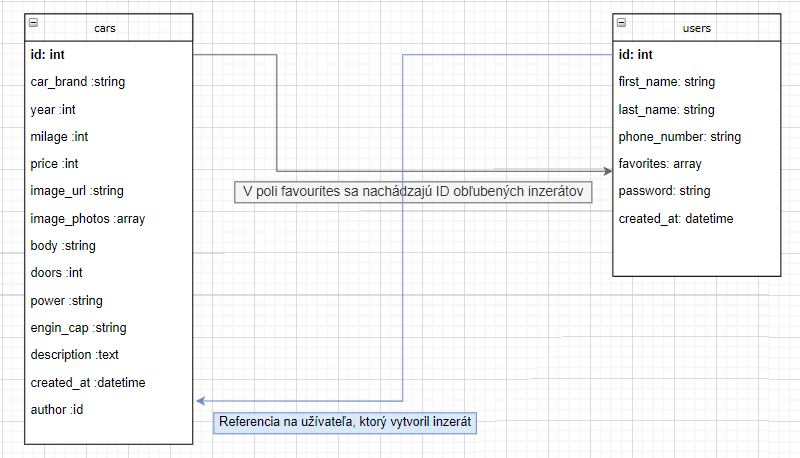 cars
id: int
car_brand :string
year :int
milage :int
price :int
image_url :string
image_photos :array
body :string
doors :int
power :string
engin_cap :string
description :text
created_at :datetime
author :id
V poli favourites sa nachádzajú ID obľubených inzerátov
Referencia na užívateľa, ktorý vytvoril inzerát
users
id: int
first_name: string
last_name: string
phone_number: string
favorites: array
password: string
created_at: datetime